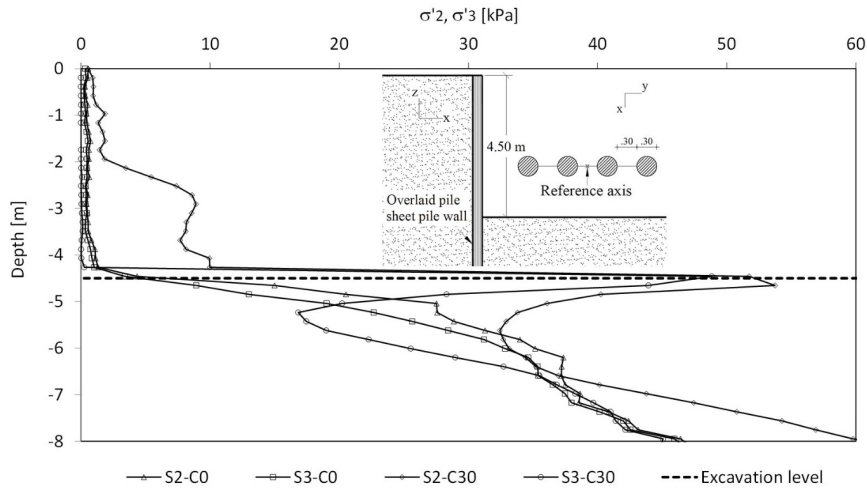 σ'2, σ'3 [kPa]
0 10 20 30 40 50 60
Depth [m]
0
-1
-2
-3
-4
-5
-6
-7
-8
z
x
4.50 m
y
x
.30 .30
Reference axis
Overlaid pile
sheet pile wall
S2-C0 S3-C0 S2-C30 S3-C30 Excavation level